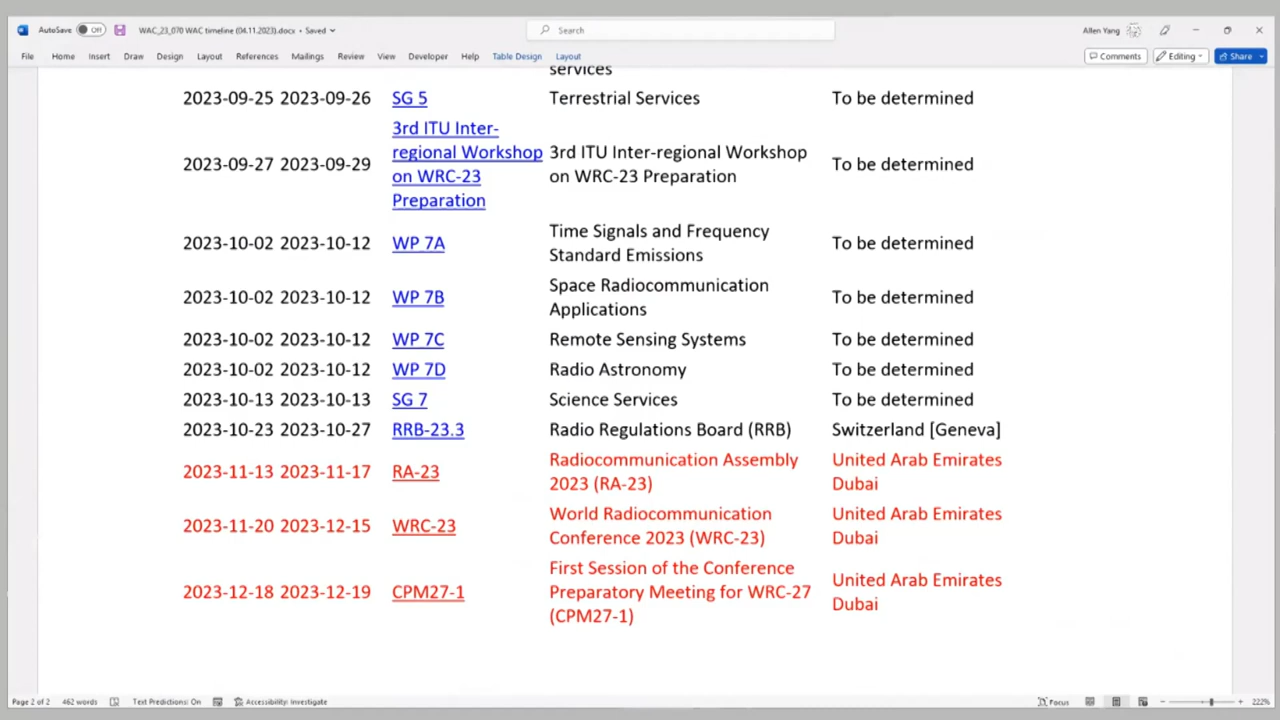 AutoSave Off WAC_23_070 WAC timeline (04.11.2023).docx • Saved Search Allen Yang
File Home Insert Draw Design Layout References Mailings Review View Developer Help Table Design Layout Comments Editing Share
services
2023-09-25 2023-09-26 SG 5 Terrestrial Services To be determined
2023-09-27 2023-09-29 3rd ITU Inter-
regional Workshop
on WRC-23
Preparation
3rd ITU Inter-regional Workshop
on WRC-23 Preparation
To be determined
2023-10-02 2023-10-12 WP 7A Time Signals and Frequency
Standard Emissions
To be determined
2023-10-02 2023-10-12 WP 7B Space Radiocommunication
Applications
To be determined
2023-10-02 2023-10-12 WP 7C Remote Sensing Systems To be determined
2023-10-02 2023-10-12 WP 7D Radio Astronomy To be determined
2023-10-13 2023-10-13 SG 7 Science Services To be determined
2023-10-23 2023-10-27 RRB-23.3 Radio Regulations Board (RRB) Switzerland [Geneva]
2023-11-13 2023-11-17 RA-23 Radiocommunication Assembly
2023 (RA-23)
United Arab Emirates
Dubai
2023-11-20 2023-12-15 WRC-23 World Radiocommunication
Conference 2023 (WRC-23)
United Arab Emirates
Dubai
2023-12-18 2023-12-19 CPM27-1 First Session of the Conference
Preparatory Meeting for WRC-27
(CPM27-1)
United Arab Emirates
Dubai
Page 2 of 2 462 words Text Predictions: On Accessibility: Investigate Focus 222%